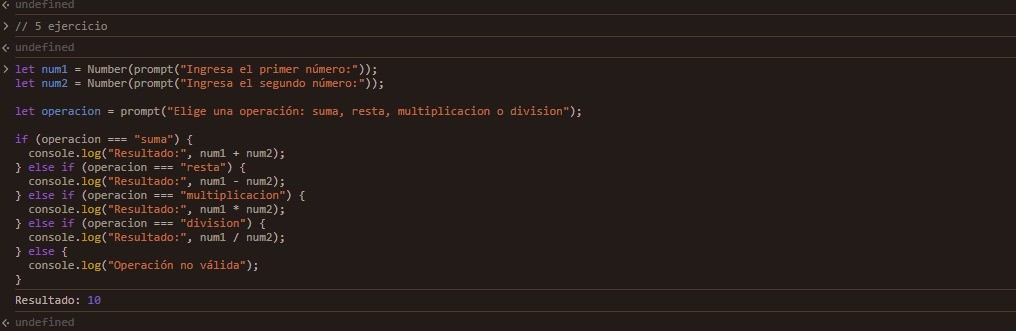 undefined
// 5 ejercicio
undefined
let num1 = Number(prompt("Ingresa el primer número:"));
let num2 = Number(prompt("Ingresa el segundo número:"));
let operacion = prompt("Elige una operación: suma, resta, multiplicacion o division");
if (operacion === "suma") {
  console.log("Resultado:", num1 + num2);
} else if (operacion === "resta") {
  console.log("Resultado:", num1 - num2);
} else if (operacion === "multiplicacion") {
  console.log("Resultado:", num1 * num2);
} else if (operacion === "division") {
  console.log("Resultado:", num1 / num2);
} else {
  console.log("Operación no válida");
}
Resultado: 10
undefined